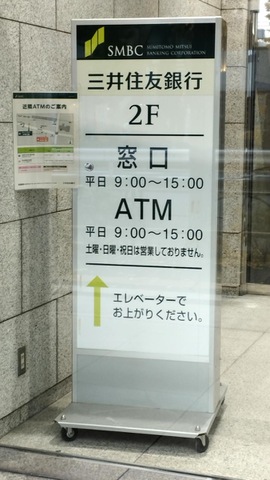 SMBC
SUMITOMO MITSUI
BANKING CORPORATION
三井住友銀行
2F
近隣ATMのご案内
窓口
平日 9:00～15:00
ATM
平日 9:00～15:00
土曜・日曜・祝日は営業しておりません。
エレベーターで
お上がりください。